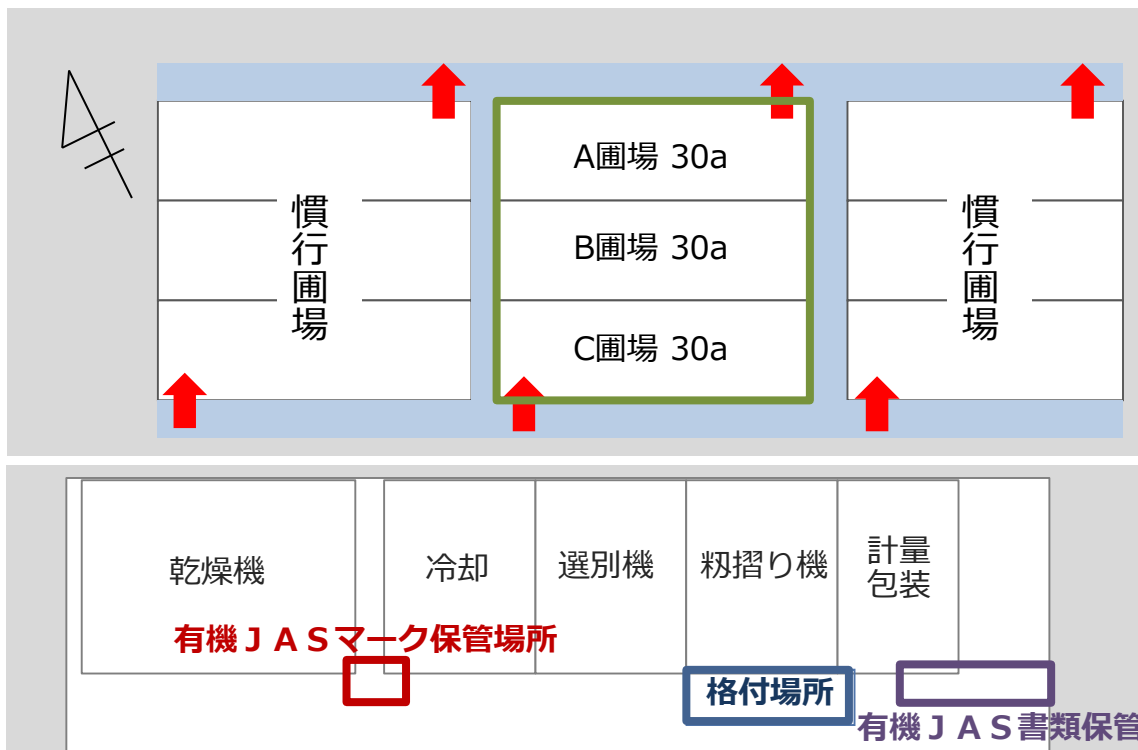 慣行圃場
A圃場 30a
B圃場 30a
C圃場 30a
慣行圃場
乾燥機
冷却
選別機
籾摺り機
計量
包装
有機ＪＡＳマーク保管場所
格付場所
有機ＪＡＳ書類保管